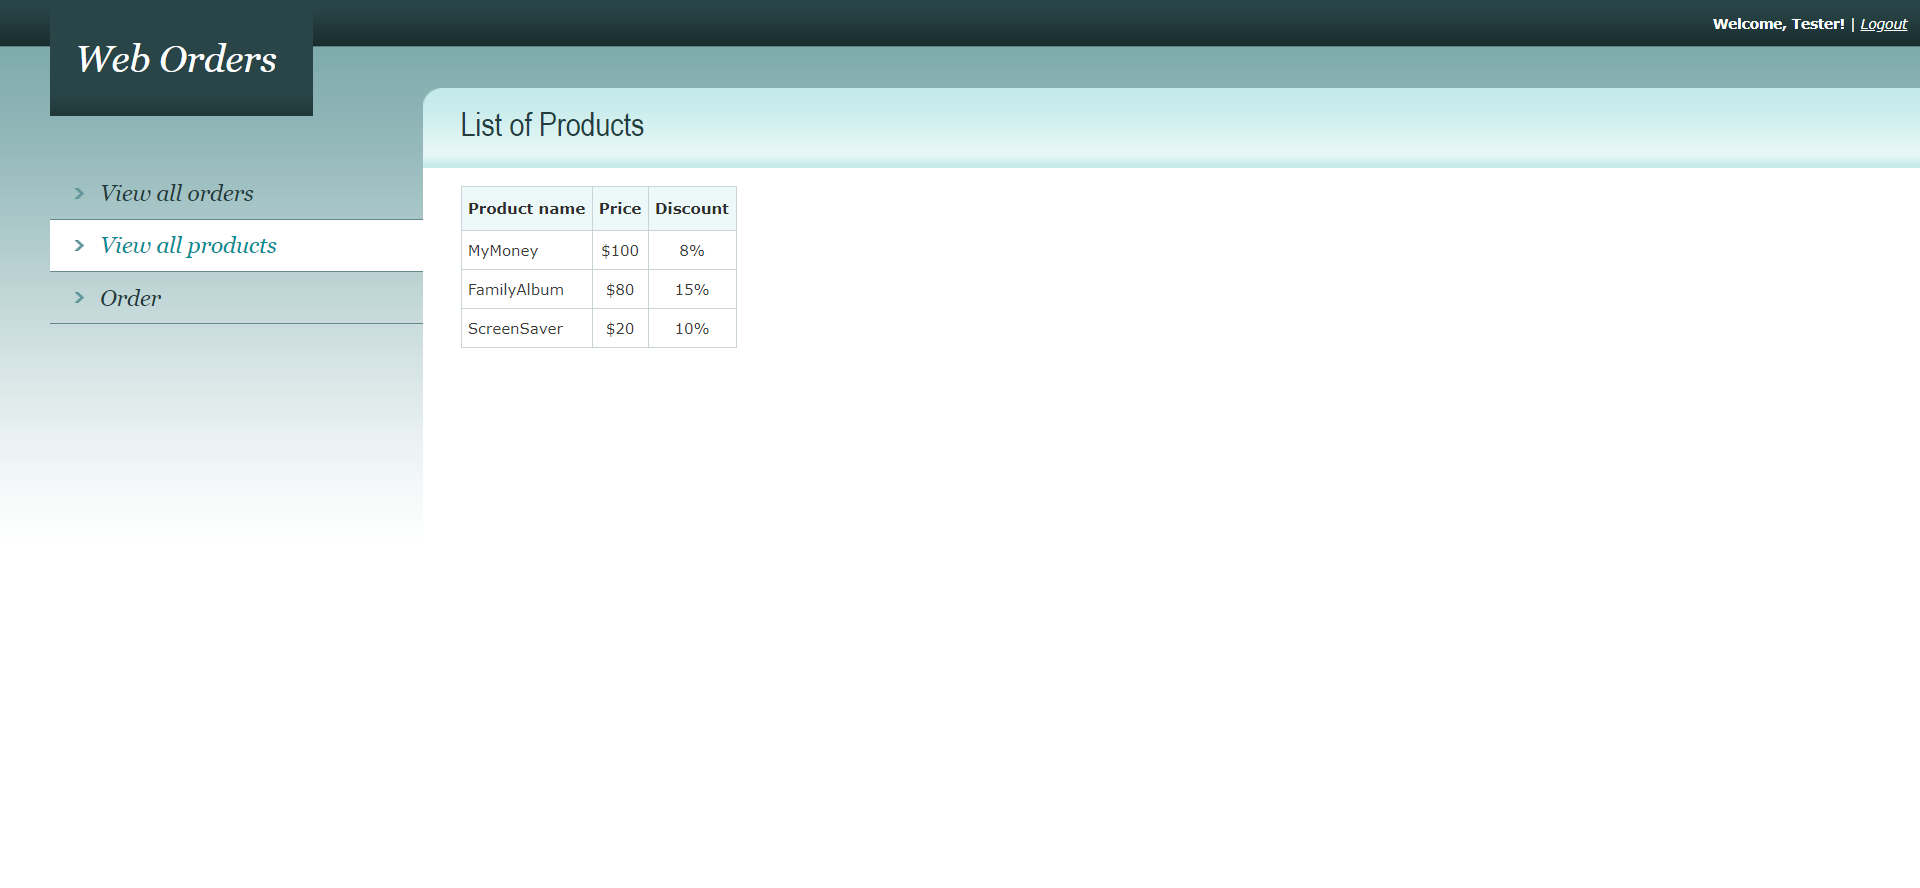 Welcome, Tester! | Logout
Web Orders
List of Products
View all orders
View all products
Order
Product name Price Discount
MyMoney $100 8%
FamilyAlbum $80 15%
ScreenSaver $20 10%